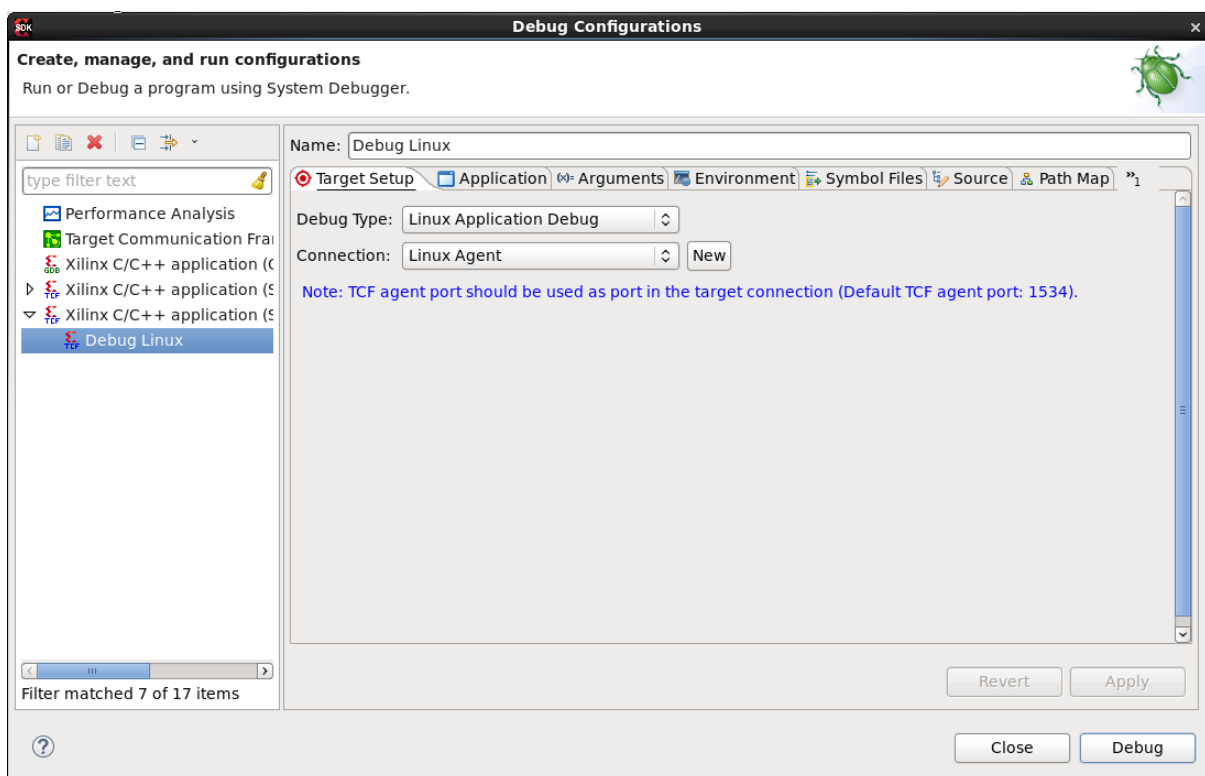 SDK Debug Configurations ×
Create, manage, and run configurations
Run or Debug a program using System Debugger.
Name: Debug Linux
type filter text
Target Setup Application (x)= Arguments Environment Symbol Files Source Path Map »1
Performance Analysis
Target Communication Fra
GDB Xilinx C/C++ application (
TCF Xilinx C/C++ application (S
TCF Xilinx C/C++ application (S
TCF Debug Linux
Debug Type: Linux Application Debug
Connection: Linux Agent New
Note: TCF agent port should be used as port in the target connection (Default TCF agent port: 1534).
Filter matched 7 of 17 items
Revert Apply
? Close Debug